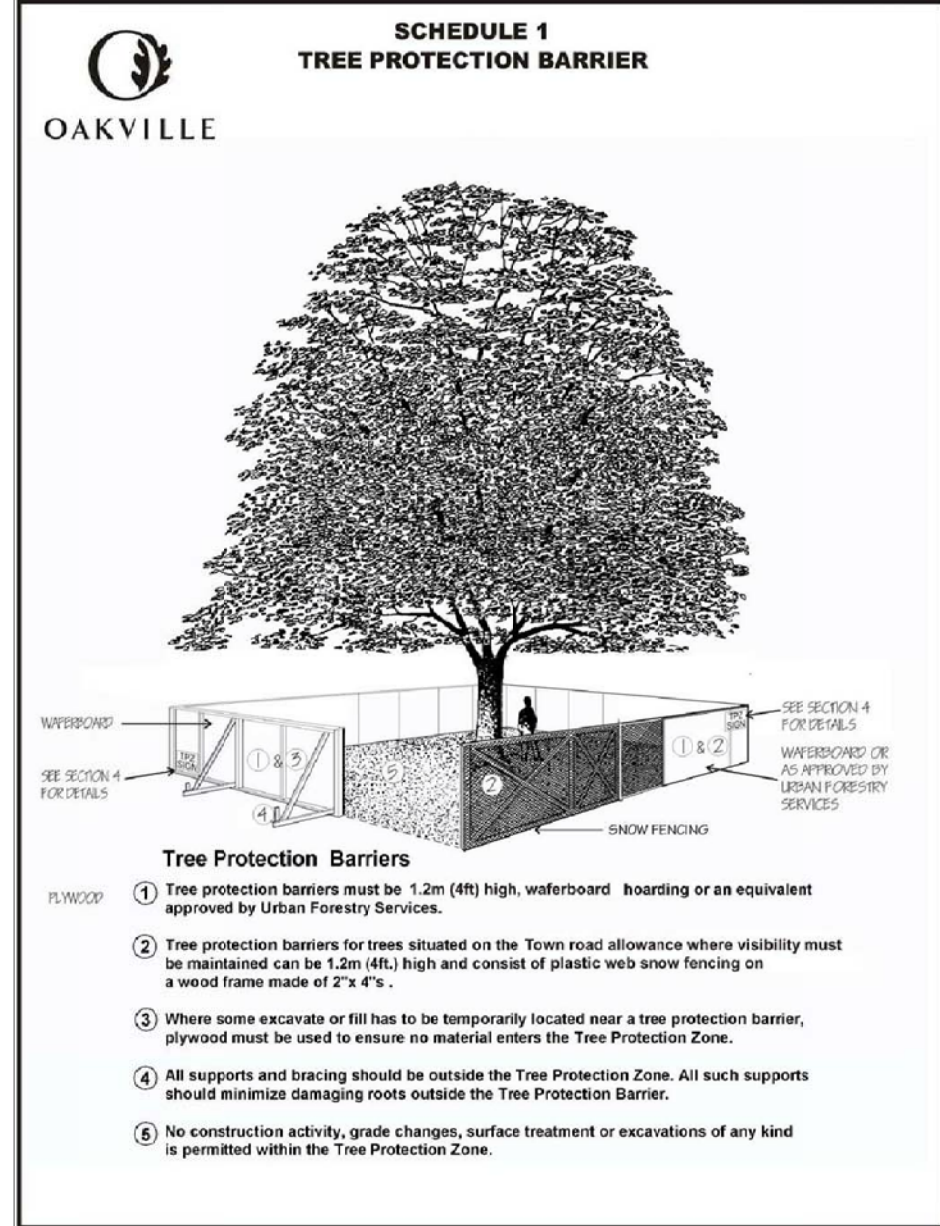 SCHEDULE 1
TREE PROTECTION BARRIER
OAKVILLE
WAFERBOARD
SEE SECTION 4
FOR DETAILS
TPZ
SIGN
1 & 3
4
5
2
1 & 2
TPZ
SIGN
SEE SECTION 4
FOR DETAILS
WAFERBOARD OR
AS APPROVED BY
URBAN FORESTRY
SERVICES
SNOW FENCING
Tree Protection Barriers
PLYWOOD
1 Tree protection barriers must be 1.2m (4ft) high, waferboard hoarding or an equivalent
approved by Urban Forestry Services.
2 Tree protection barriers for trees situated on the Town road allowance where visibility must
be maintained can be 1.2m (4ft.) high and consist of plastic web snow fencing on
a wood frame made of 2"x 4"s .
3 Where some excavate or fill has to be temporarily located near a tree protection barrier,
plywood must be used to ensure no material enters the Tree Protection Zone.
4 All supports and bracing should be outside the Tree Protection Zone. All such supports
should minimize damaging roots outside the Tree Protection Barrier.
5 No construction activity, grade changes, surface treatment or excavations of any kind
is permitted within the Tree Protection Zone.